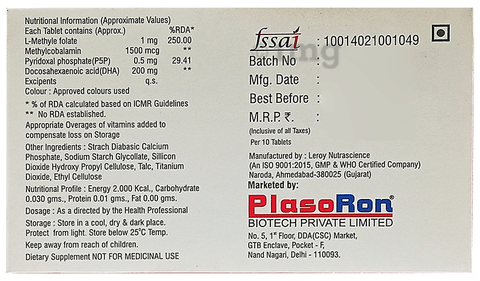 Nutritional Information (Approximate Values)
Each Tablet contains (Approx.) %RDA*
L-Methyle folate 1 mg 250.00
Methylcobalamin 1500 mcg **
Pyridoxal phosphate(P5P) 0.5 mg 29.41
Docosahaenaoic acid(DHA) 200 mg **
Excipents q.s.
Colour : Approved colours used
* % of RDA calculated based on ICMR Guidelines
** No RDA established.
Appropriate Overages of vitamins added to
compensate loss on Storage
Other Ingredients : Strach Diabasic Calcium
Phosphate, Sodium Starch Glycollate, Sillicon
Dioxide Hydroxy Propyl Cellulose, Talc, Titanium
Dioxide, Ethyl Cellulose
Nutritional Profile : Energy 2.000 Kcal., Carbohydrate
0.030 gms., Protein 0.01 gms., Fat 0.00 gms.
Dosage : As a directed by the Health Professional
Storage : Store in a cool, dry & dark place.
Protect from light. Store below 25°C Temp.
Keep away from reach of children.
Dietary Supplement NOT FOR MEDICINAL USE
fssai : 10014021001049
Batch No :
Mfg. Date :
Best Before :
M.R.P. ₹. :
(Inclusive of all Taxes)
Per 10 Tablets
Manufactured by : Leroy Nutrascience
(An ISO 9001:2015, GMP & WHO Certified Company)
Naroda, Ahmedabad-380025 (Gujarat)
Marketed by:
PlasoRon®
BIOTECH PRIVATE LIMITED
No. 5, 1st Floor, DDA(CSC) Market,
GTB Enclave, Pocket - F,
Nand Nagari, Delhi - 110093.